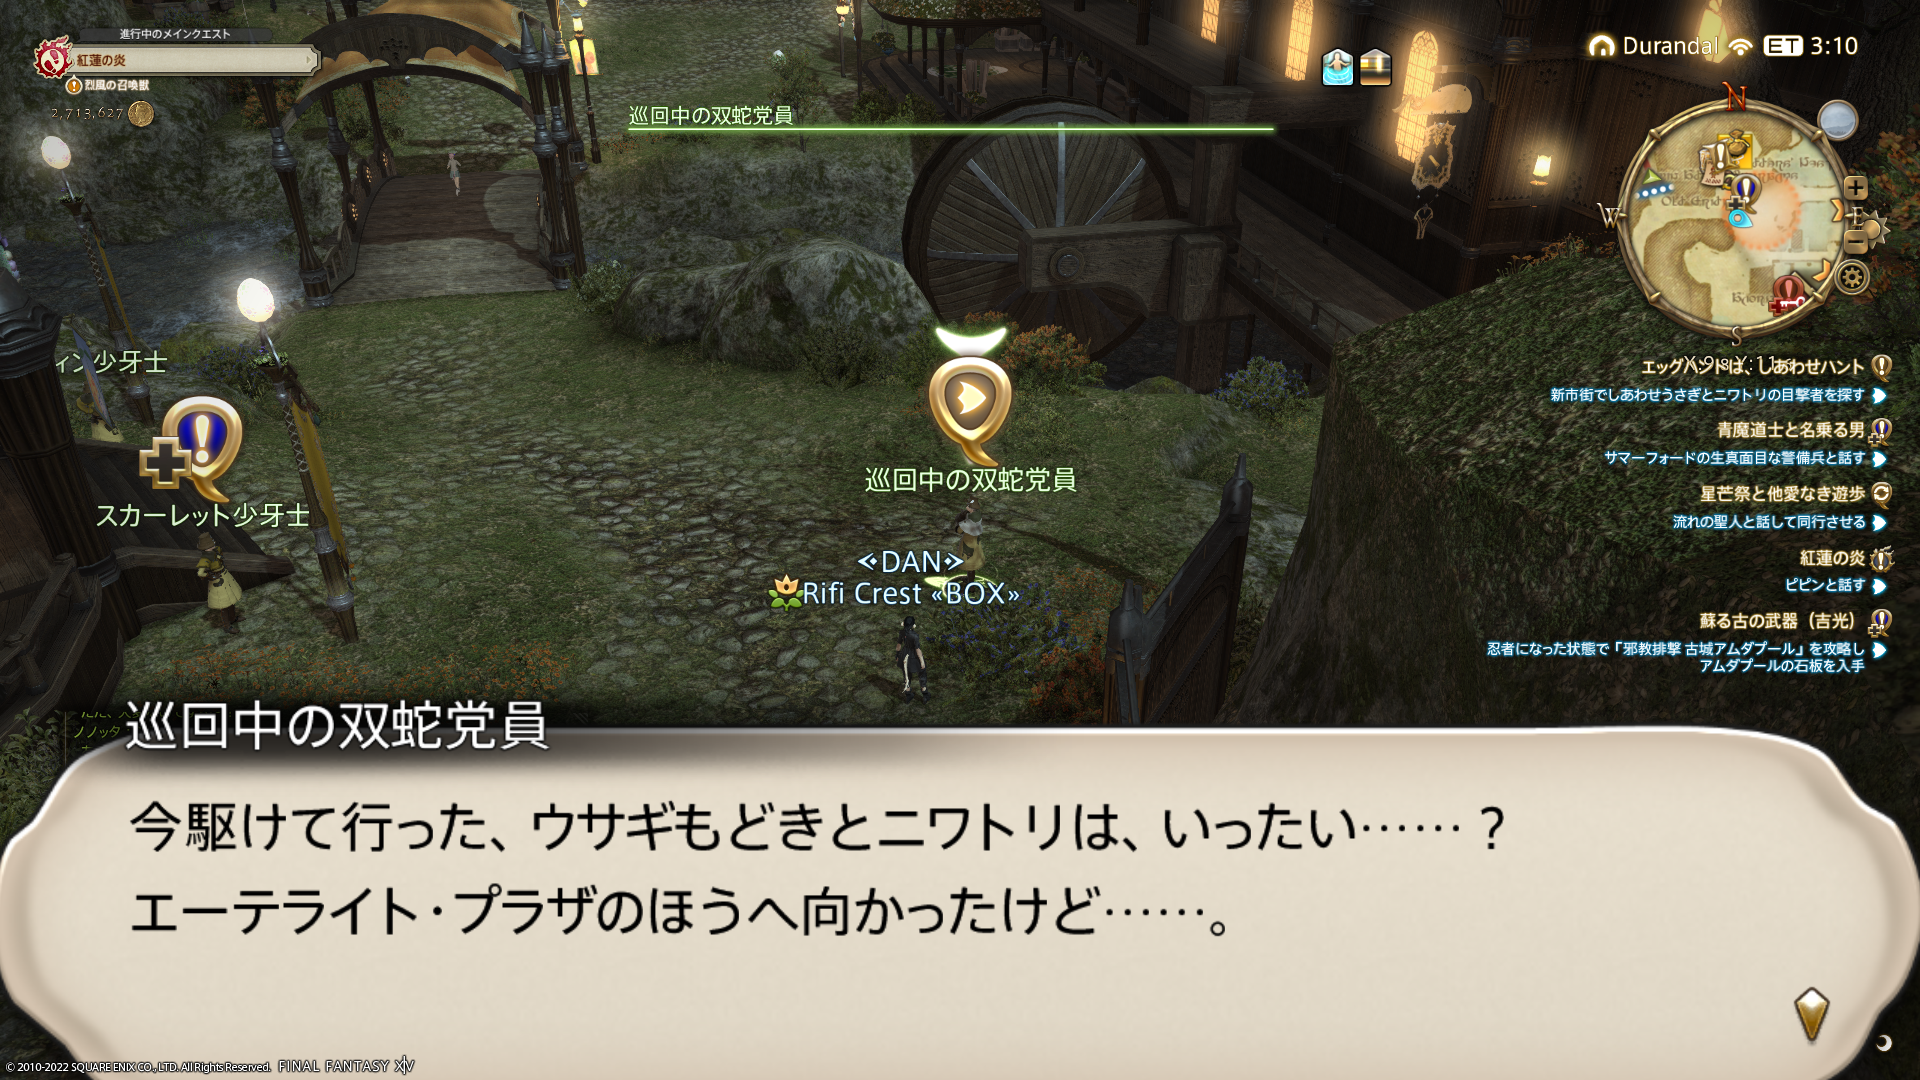 進行中のメインクエスト
紅蓮の炎
烈風の召喚獣
2,713,627
巡回中の双蛇党員
Durandal ET 3:10
N
W
E
S
ィン少牙士
スカーレット少牙士
巡回中の双蛇党員
<DAN>
Rifi Crest «BOX»
エッグハントは、しあわせハント
新市街でしあわせうさぎとニワトリの目撃者を探す
青魔道士と名乗る男
サマーフォードの生真面目な警備兵と話す
星芒祭と他愛なき遊歩
流れの聖人と話して同行させる
紅蓮の炎
ピピンと話す
蘇る古の武器（吉光）
忍者になった状態で「邪教排撃 古城アムダプール」を攻略し
アムダプールの石板を入手
巡回中の双蛇党員
今駆けて行った、ウサギもどきとニワトリは、いったい……？
エーテライト・プラザのほうへ向かったけど……。
© 2010-2022 SQUARE ENIX CO., LTD. All Rights Reserved. FINAL FANTASY XIV